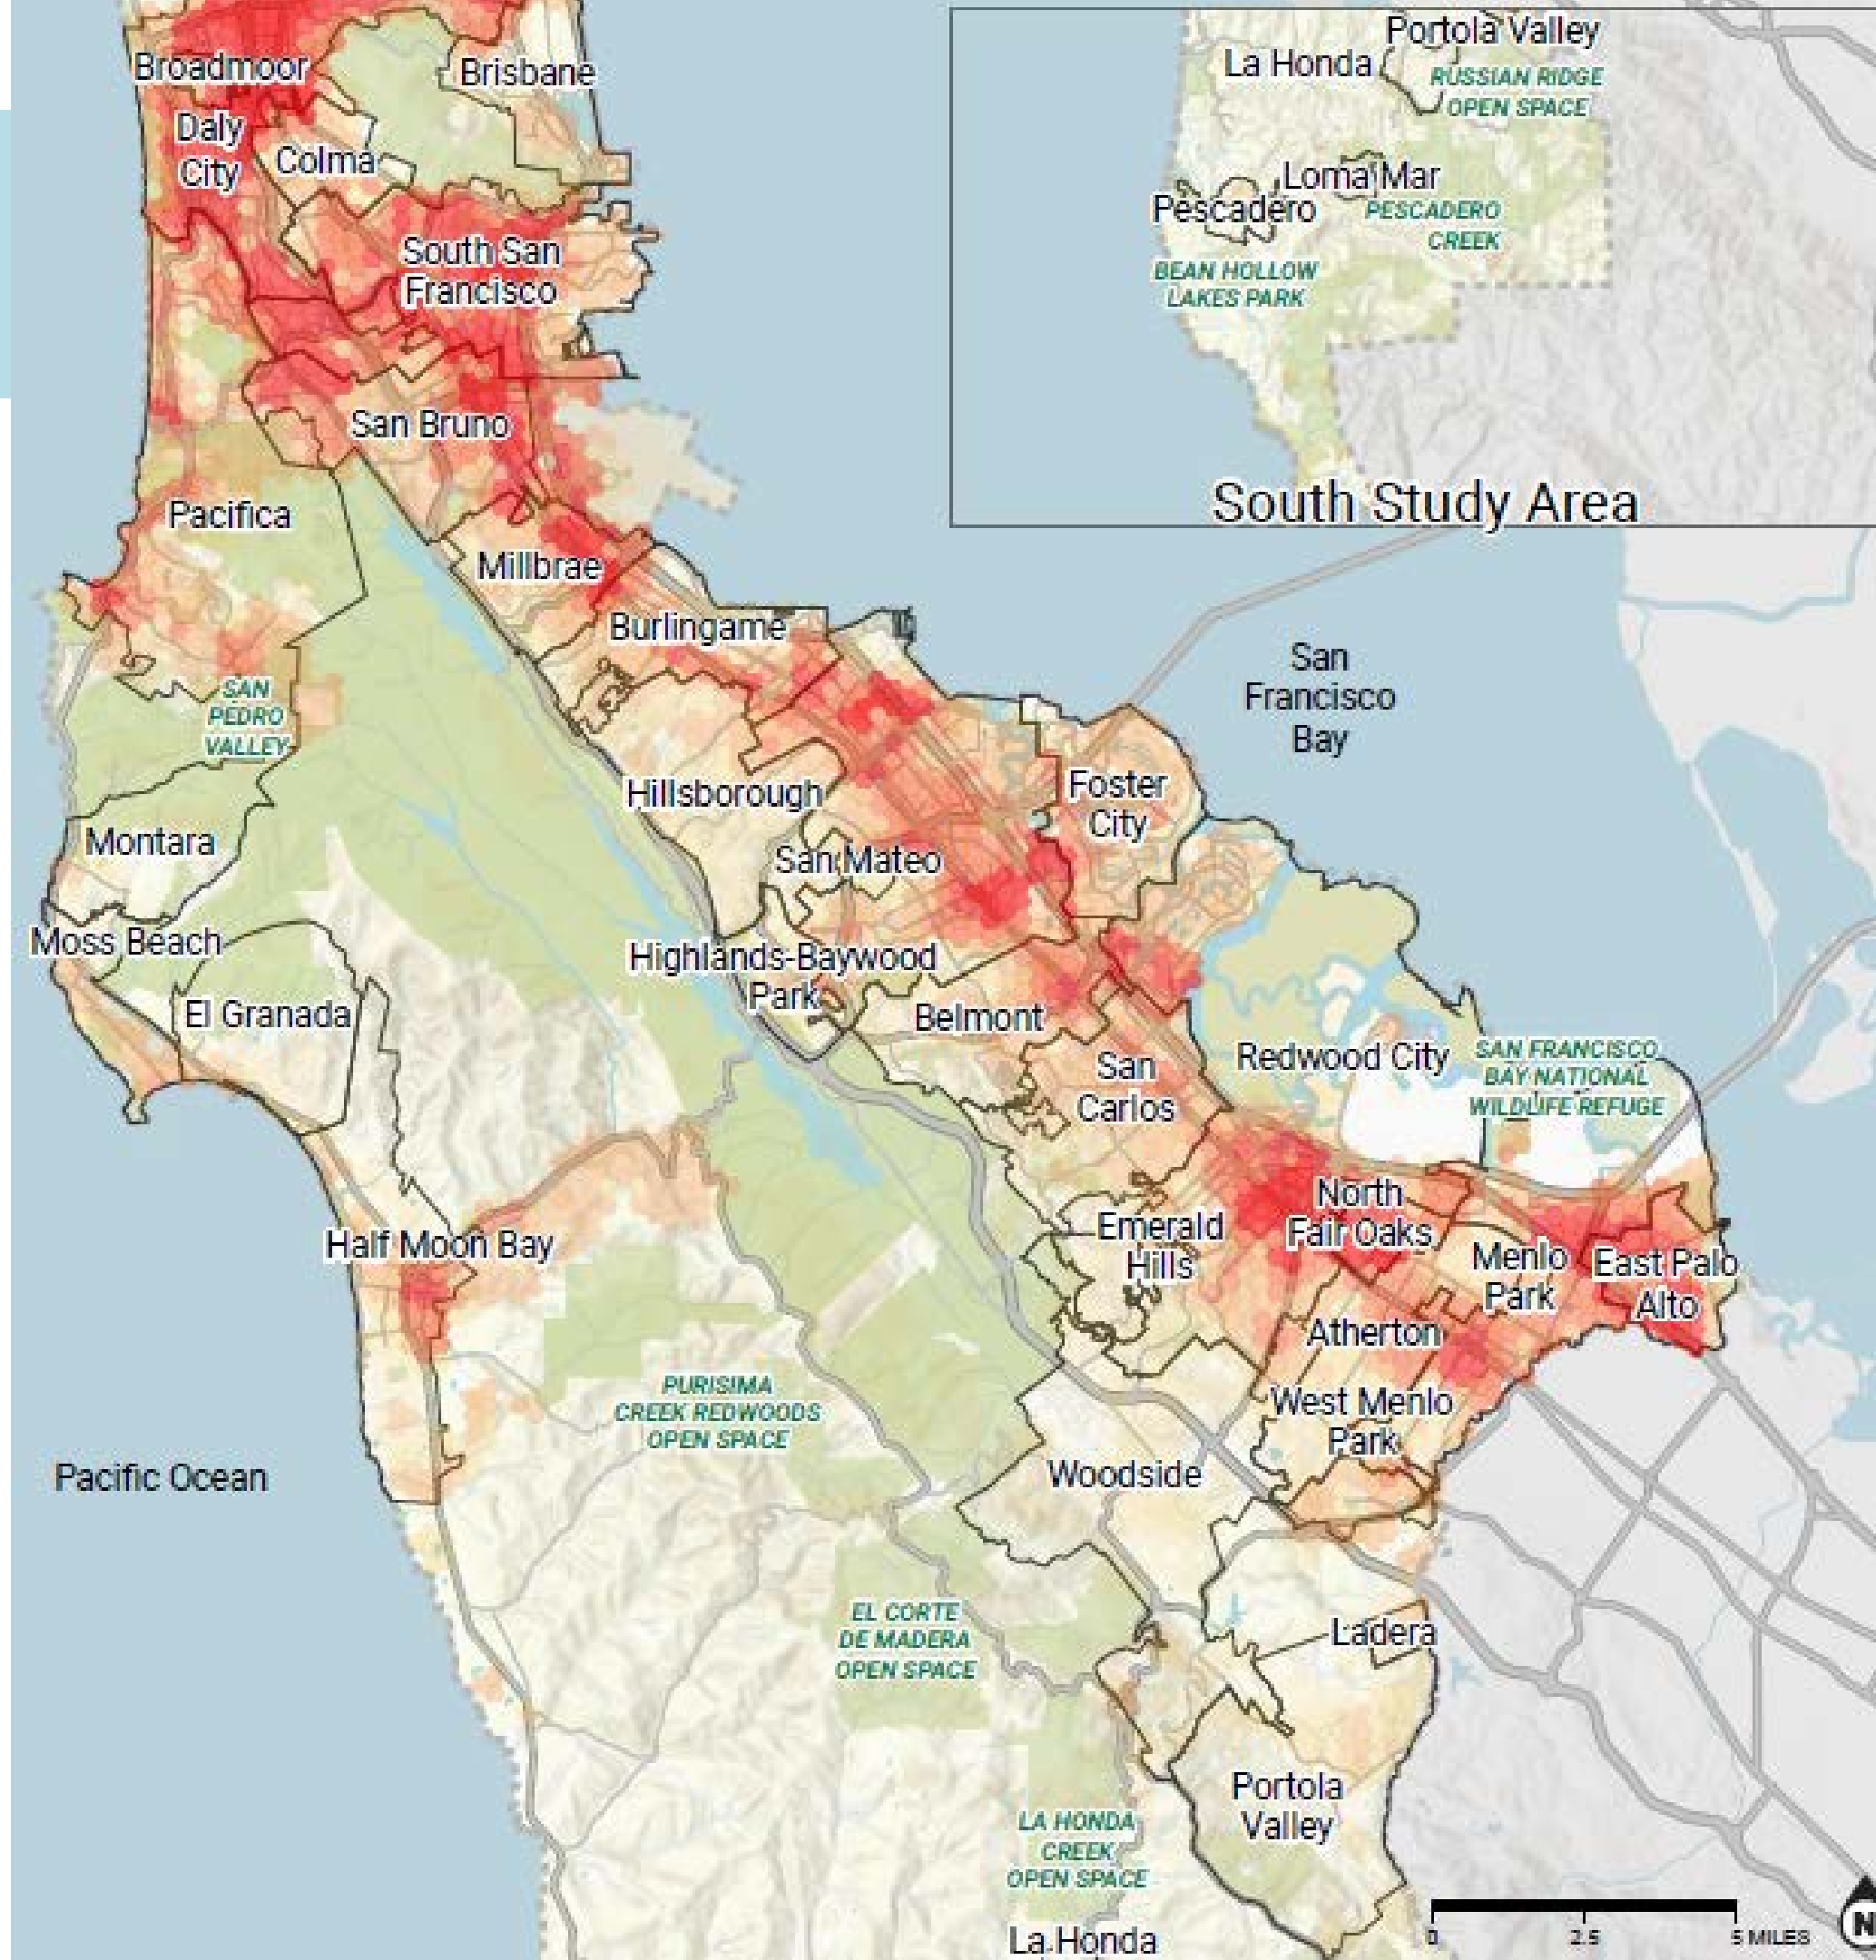 Portola Valley
La Honda
RUSSIAN RIDGE
OPEN SPACE
Loma Mar
Pescadero
PESCADERO
CREEK
BEAN HOLLOW
LAKES PARK
South Study Area
Broadmoor
Brisbane
Daly
City
Colma
South San
Francisco
San Bruno
Pacifica
Millbrae
Burlingame
San
Francisco
Bay
SAN
PEDRO
VALLEY
Hillsborough
Foster
City
Montara
San Mateo
Moss Beach
Highlands-Baywood
Park
El Granada
Belmont
San
Carlos
Redwood City
SAN FRANCISCO
BAY NATIONAL
WILDLIFE REFUGE
North
Fair Oaks
Half Moon Bay
Emerald
Hills
Menlo
Park
East Palo
Alto
Atherton
PURISIMA
CREEK REDWOODS
OPEN SPACE
West Menlo
Park
Pacific Ocean
Woodside
EL CORTE
DE MADERA
OPEN SPACE
Ladera
Portola
Valley
LA HONDA
CREEK
OPEN SPACE
La Honda
0 2.5 5 MILES
N